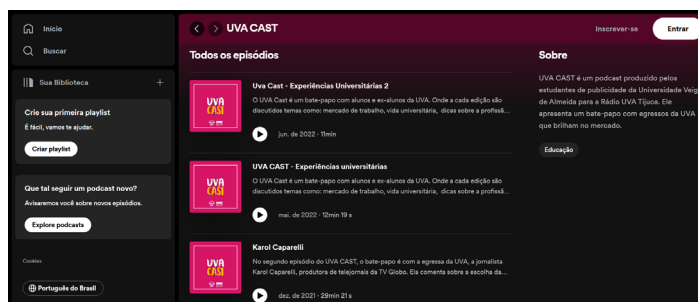 Início
Buscar
Sua Biblioteca
Crie sua primeira playlist
É fácil, vamos te ajudar.
Criar playlist
Que tal seguir um podcast novo?
Avisaremos você sobre novos episódios.
Explore podcasts
Cookies
Português do Brasil
UVA CAST
Inscrever-se
Entrar
Todos os episódios
UVA
CAST
Uva Cast - Experiências Universitárias 2
O UVA Cast é um bate-papo com alunos e ex-alunos da UVA. Onde a cada edição são
discutidos temas como: mercado de trabalho, vida universitária, dicas sobre a profissã...
jun. de 2022 · 11min
UVA
CAST
UVA CAST - Experiências universitárias
O UVA Cast é um bate-papo com alunos e ex-alunos da UVA. Onde a cada edição são
discutidos temas como: mercado de trabalho, vida universitária, dicas sobre a profissã...
mai. de 2022 · 12min 19 s
UVA
CAST
Karol Caparelli
No segundo episódio do UVA CAST, o bate-papo é com a egressa da UVA, a jornalista
Karol Caparelli, produtora de telejornais da TV Globo. Ela comenta sobre a escolha da...
dez. de 2021 · 29min 21 s
Sobre
UVA CAST é um podcast produzido pelos
estudantes de publicidade da Universidade Veig
de Almeida para a Rádio UVA Tijuca. Ele
apresenta um bate-papo com egressos da UVA
que brilham no mercado.
Educação